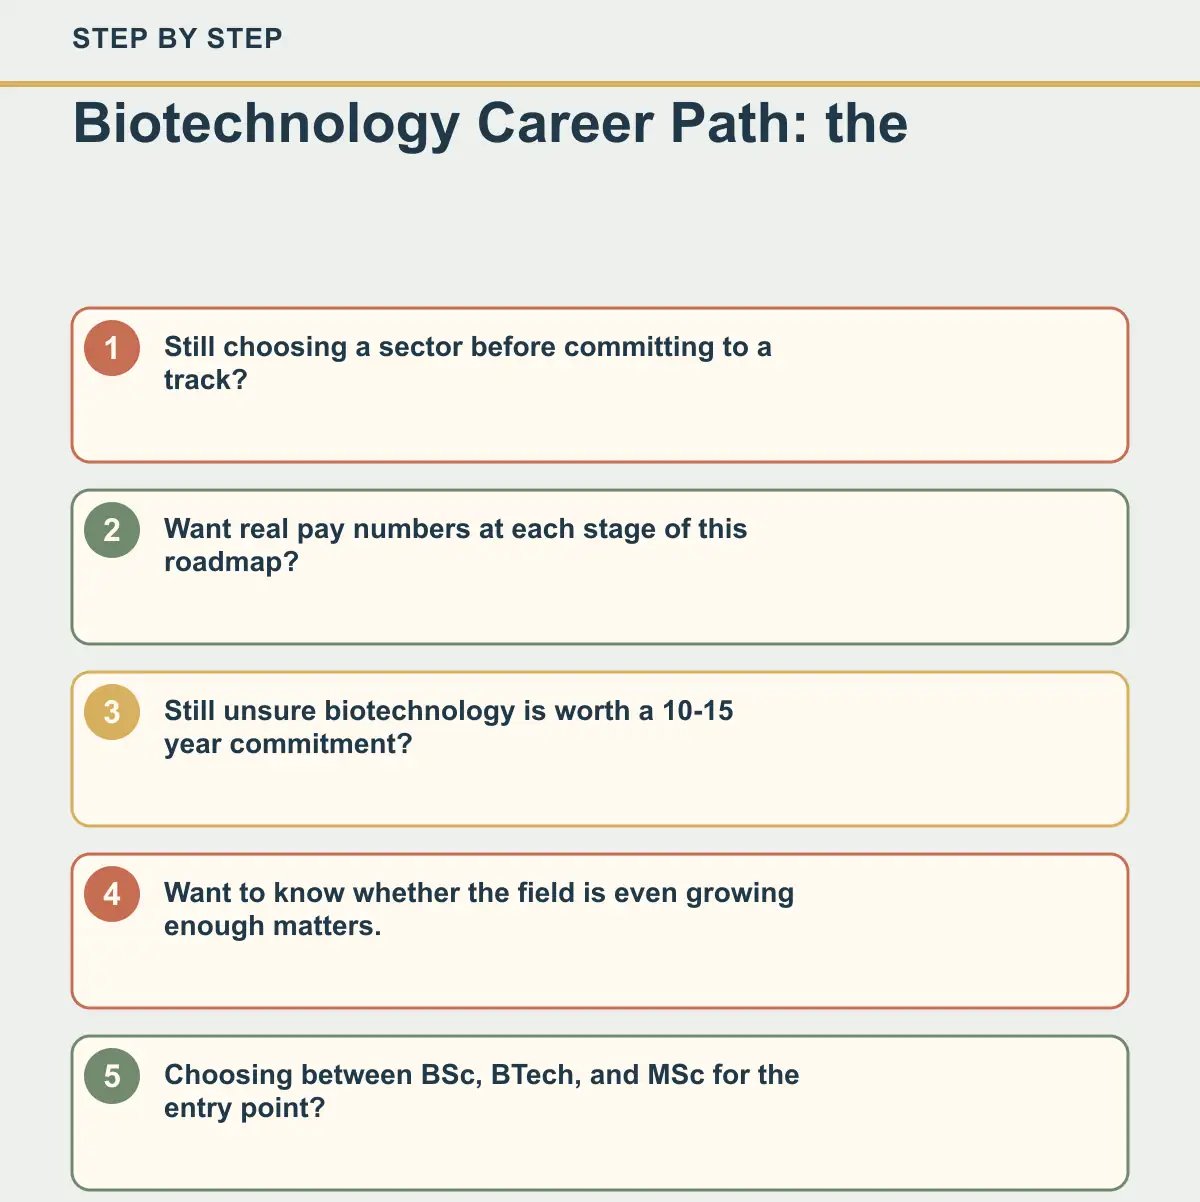 STEP BY STEP
Biotechnology Career Path: the
1
Still choosing a sector before committing to a
track?
2
Want real pay numbers at each stage of this
roadmap?
3
Still unsure biotechnology is worth a 10-15
year commitment?
4
Want to know whether the field is even growing
enough matters.
5
Choosing between BSc, BTech, and MSc for the
entry point?